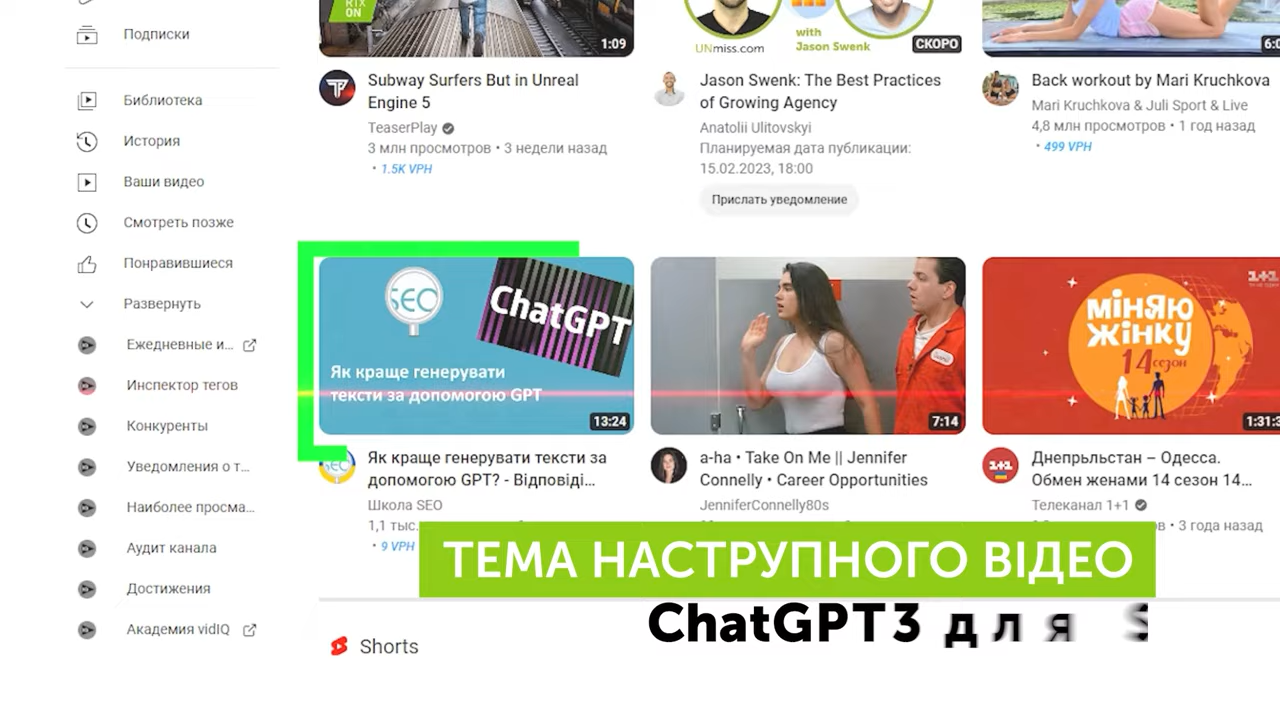 Подписки
Библиотека
История
Ваши видео
Смотреть позже
Понравившиеся
Развернуть
Ежедневные и...
Инспектор тегов
Конкуренты
Уведомления о т...
Наиболее просма...
Аудит канала
Достижения
Академия vidIQ
RTX
ON
1:09
Subway Surfers But in Unreal
Engine 5
TeaserPlay
3 млн просмотров • 3 недели назад
• 1.5K VPH
UNmiss.com
with
Jason Swenk
СКОРО
Jason Swenk: The Best Practices
of Growing Agency
Anatolii Ulitovskyi
Планируемая дата публикации:
15.02.2023, 18:00
Прислать уведомление
Back workout by Mari Kruchkova
Mari Kruchkova & Juli Sport & Live
4,8 млн просмотров • 1 год назад
• 499 VPH
SEO
ChatGPT
Як краще генерувати
тексти за допомогою GPT
13:24
SEO
Як краще генерувати тексти за
допомогою GPT? - Відповіді...
Школа SEO
1,1 тыс.
• 9 VPH
7:14
a-ha • Take On Me || Jennifer
Connelly • Career Opportunities
JenniferConnelly80s
1+1
МІНЯЮ
ЖІНКУ
14 сезон
1:31:3
1+1
Днепрьльстан – Одесса.
Обмен женами 14 сезон 14...
Телеканал 1+1
• 3 года назад
ТЕМА НАСТРУПНОГО ВІДЕО
ChatGPT3 для
Shorts